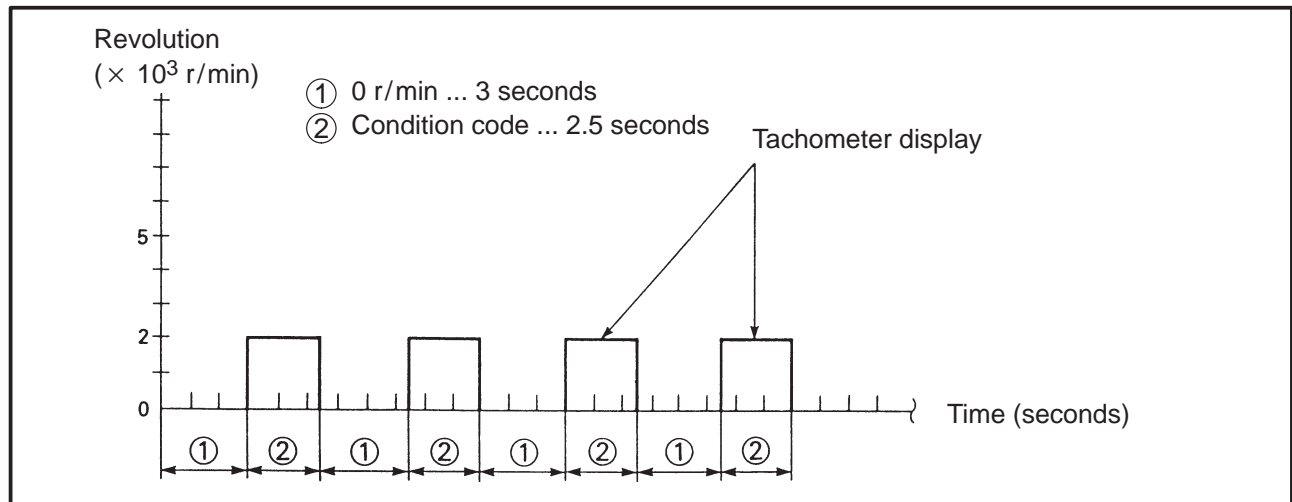 Revolution
(× 10³ r/min)
① 0 r/min ... 3 seconds
② Condition code ... 2.5 seconds
Tachometer display
5
2
0
Time (seconds)
① ② ① ② ① ② ① ②